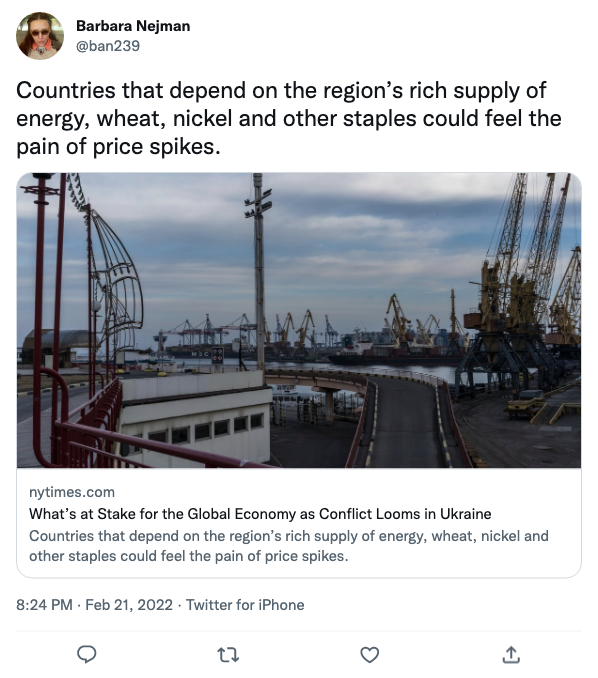 Barbara Nejman
@ban239
Countries that depend on the region’s rich supply of
energy, wheat, nickel and other staples could feel the
pain of price spikes.
MSC
nytimes.com
What’s at Stake for the Global Economy as Conflict Looms in Ukraine
Countries that depend on the region’s rich supply of energy, wheat, nickel and
other staples could feel the pain of price spikes.
8:24 PM · Feb 21, 2022 · Twitter for iPhone